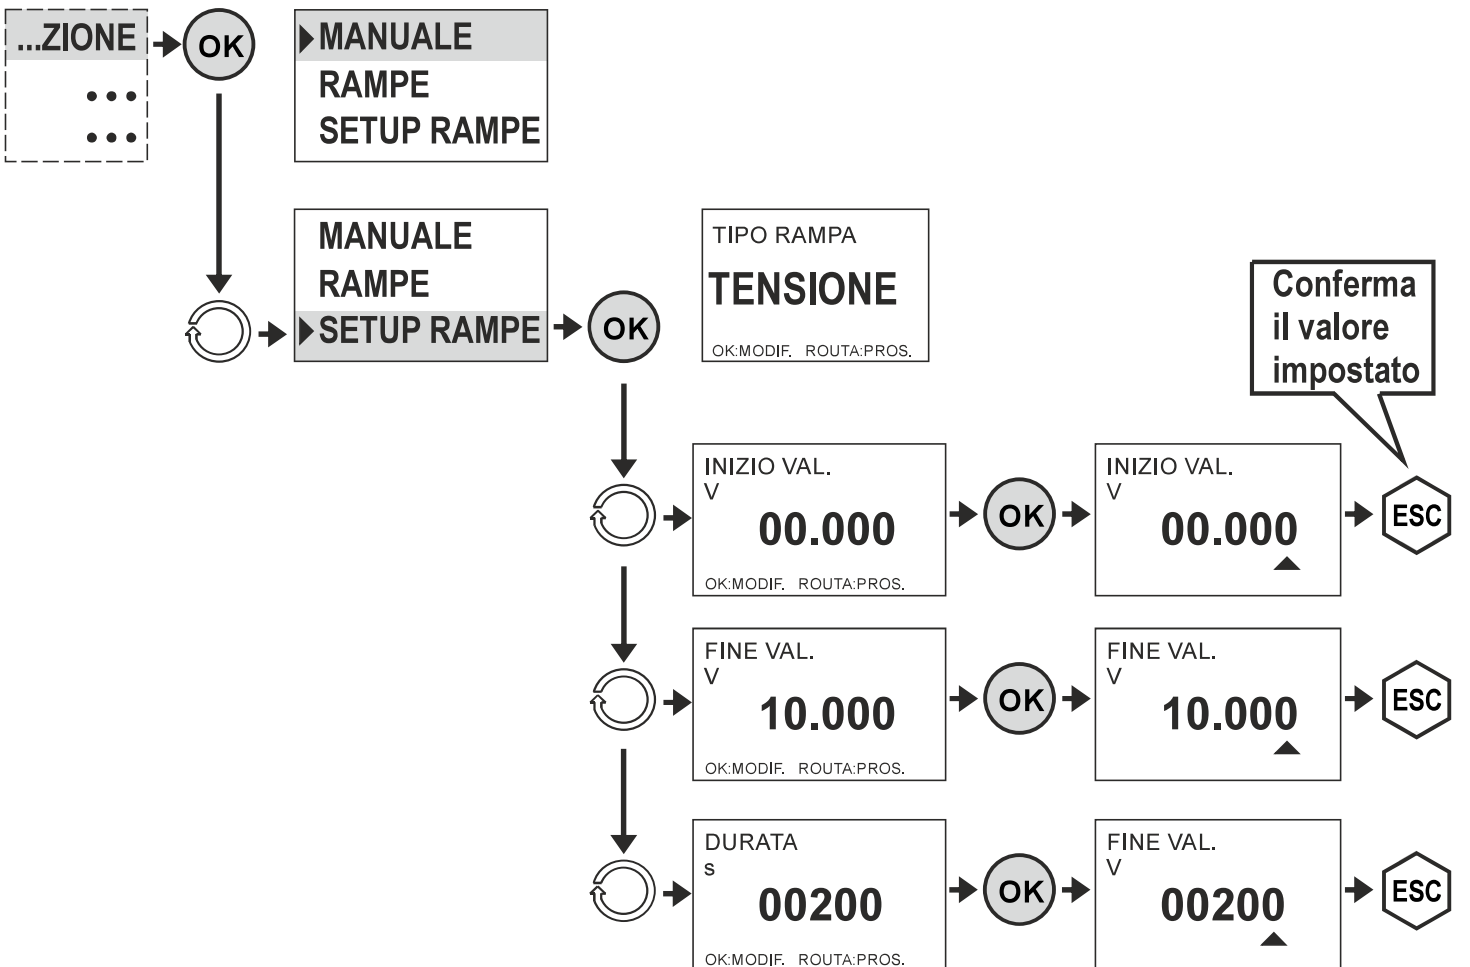 ...ZIONE
OK
MANUALE
RAMPE
SETUP RAMPE
MANUALE
RAMPE
SETUP RAMPE
OK
TIPO RAMPA
TENSIONE
OK:MODIF. ROUTA:PROS.
Conferma
il valore
impostato
INIZIO VAL.
V
00.000
OK:MODIF. ROUTA:PROS.
OK
INIZIO VAL.
V
00.000
ESC
FINE VAL.
V
10.000
OK:MODIF. ROUTA:PROS.
OK
FINE VAL.
V
10.000
ESC
DURATA
s
00200
OK:MODIF. ROUTA:PROS.
OK
FINE VAL.
V
00200
ESC